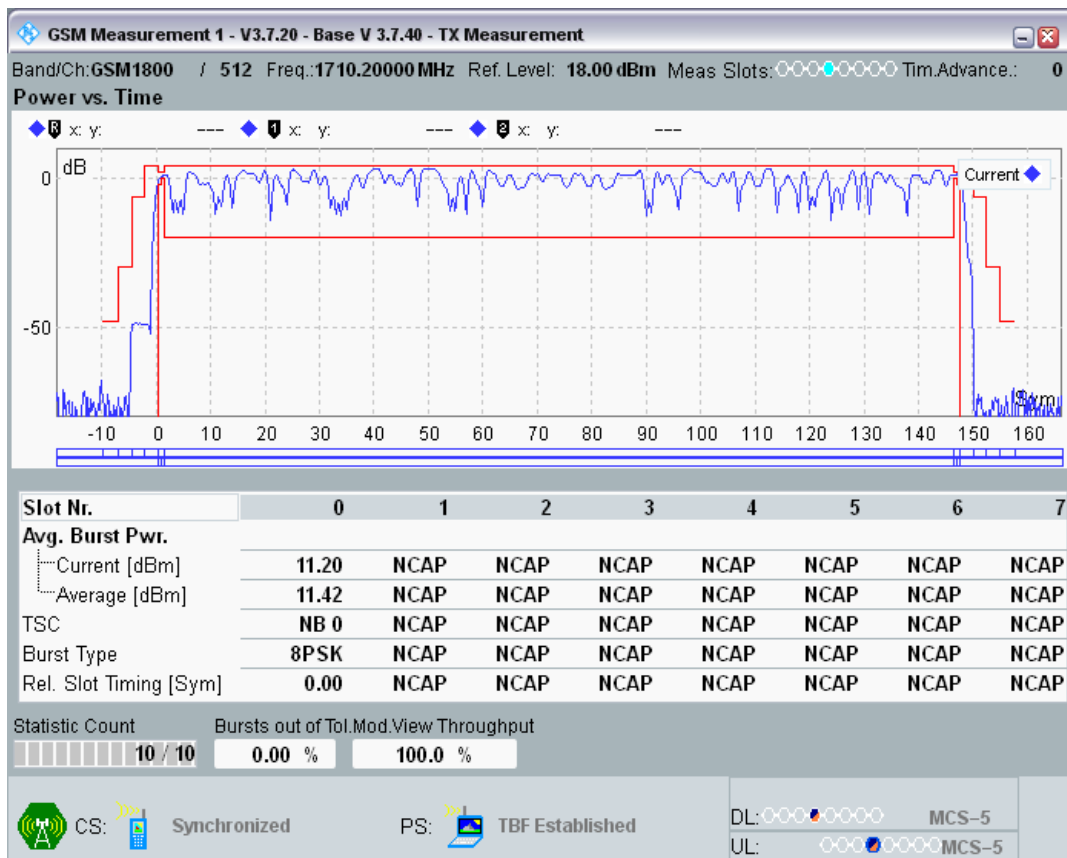 GSM Measurement 1 - V3.7.20 - Base V 3.7.40 - TX Measurement
Band/Ch:GSM1800 / 512 Freq.:1710.20000 MHz Ref. Level: 18.00 dBm Meas Slots: Tim.Advance.: 0
Power vs. Time
R x: y: --- 1 x: y: --- 2 x: y: ---
dB
Current
0
-50
Sym
-10 0 10 20 30 40 50 60 70 80 90 100 110 120 130 140 150 160
Slot Nr. 0 1 2 3 4 5 6 7
Avg. Burst Pwr.
Current [dBm] 11.20 NCAP NCAP NCAP NCAP NCAP NCAP NCAP
Average [dBm] 11.42 NCAP NCAP NCAP NCAP NCAP NCAP NCAP
TSC NB 0 NCAP NCAP NCAP NCAP NCAP NCAP NCAP
Burst Type 8PSK NCAP NCAP NCAP NCAP NCAP NCAP NCAP
Rel. Slot Timing [Sym] 0.00 NCAP NCAP NCAP NCAP NCAP NCAP NCAP
Statistic Count Bursts out of Tol. Mod.View Throughput
10 / 10 0.00 % 100.0 %
CS: Synchronized PS: TBF Established
DL: MCS-5
UL: MCS-5